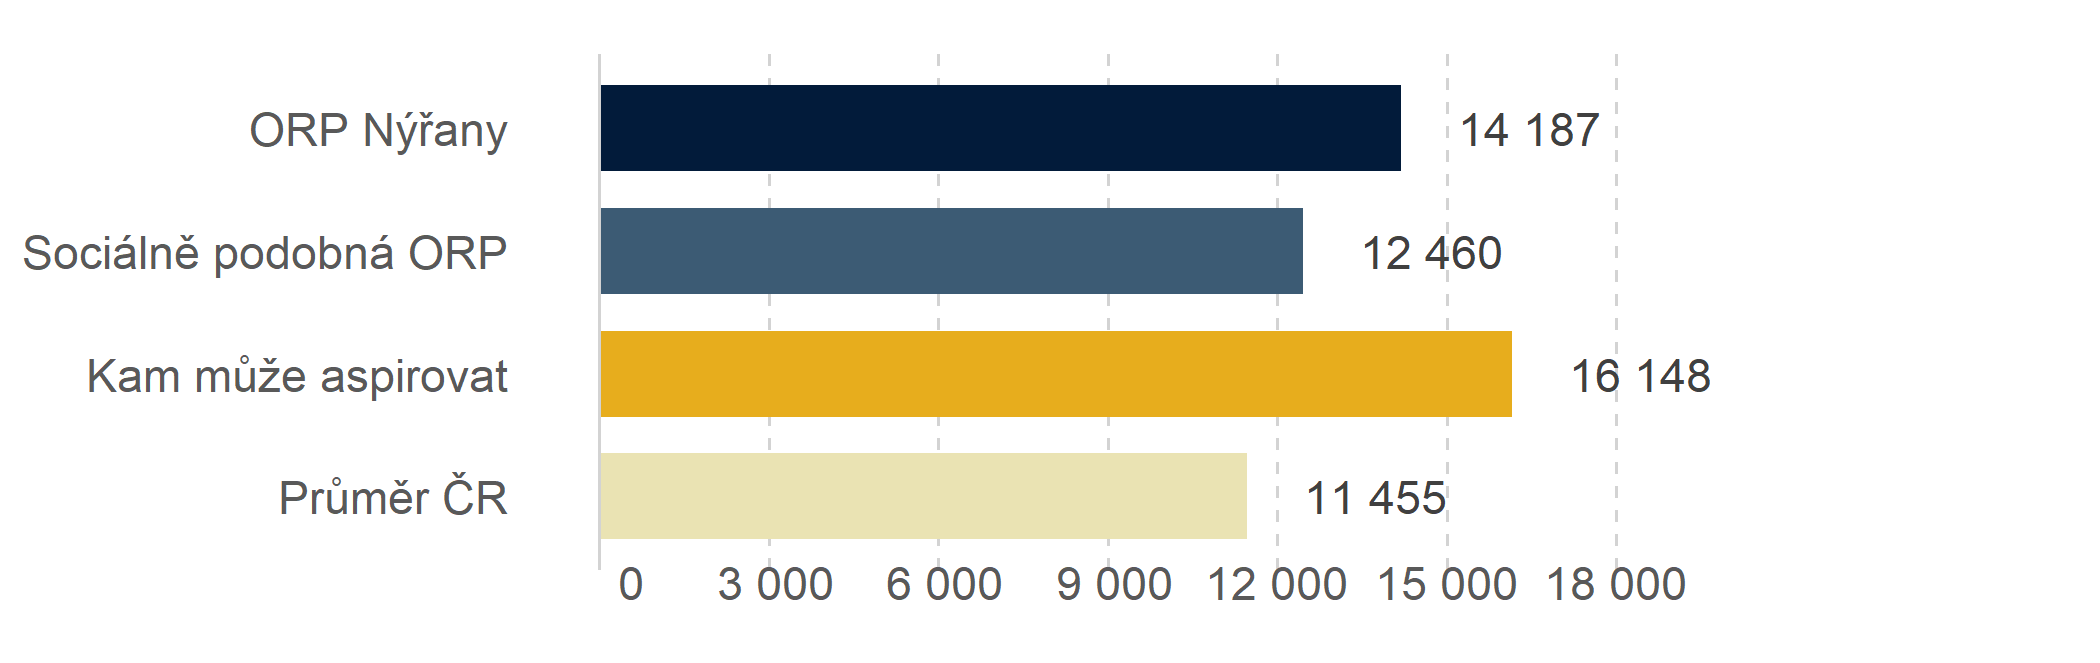 ORP Nýřany 14 187
Sociálně podobná ORP 12 460
Kam může aspirovat 16 148
Průměr ČR 11 455
0 3 000 6 000 9 000 12 000 15 000 18 000